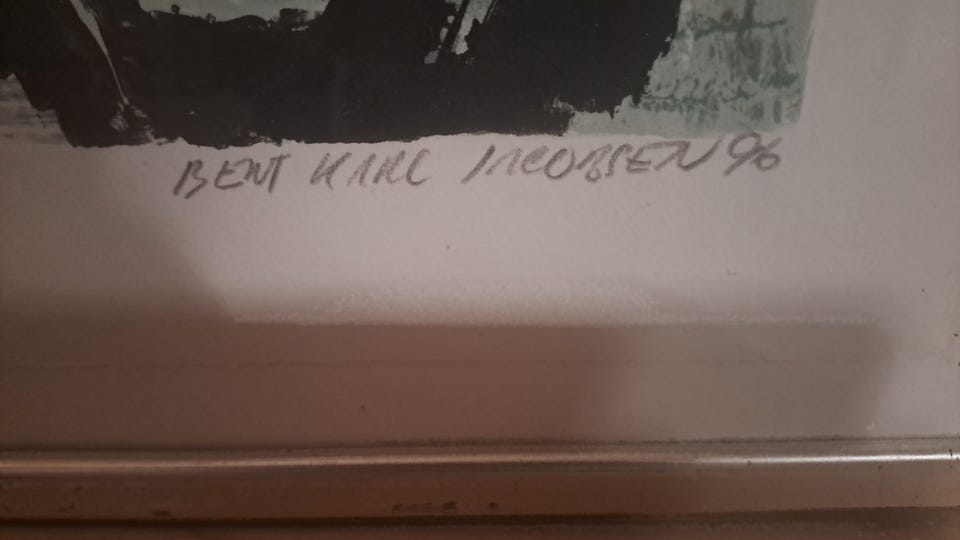 BENT KARL JACOBSEN 96